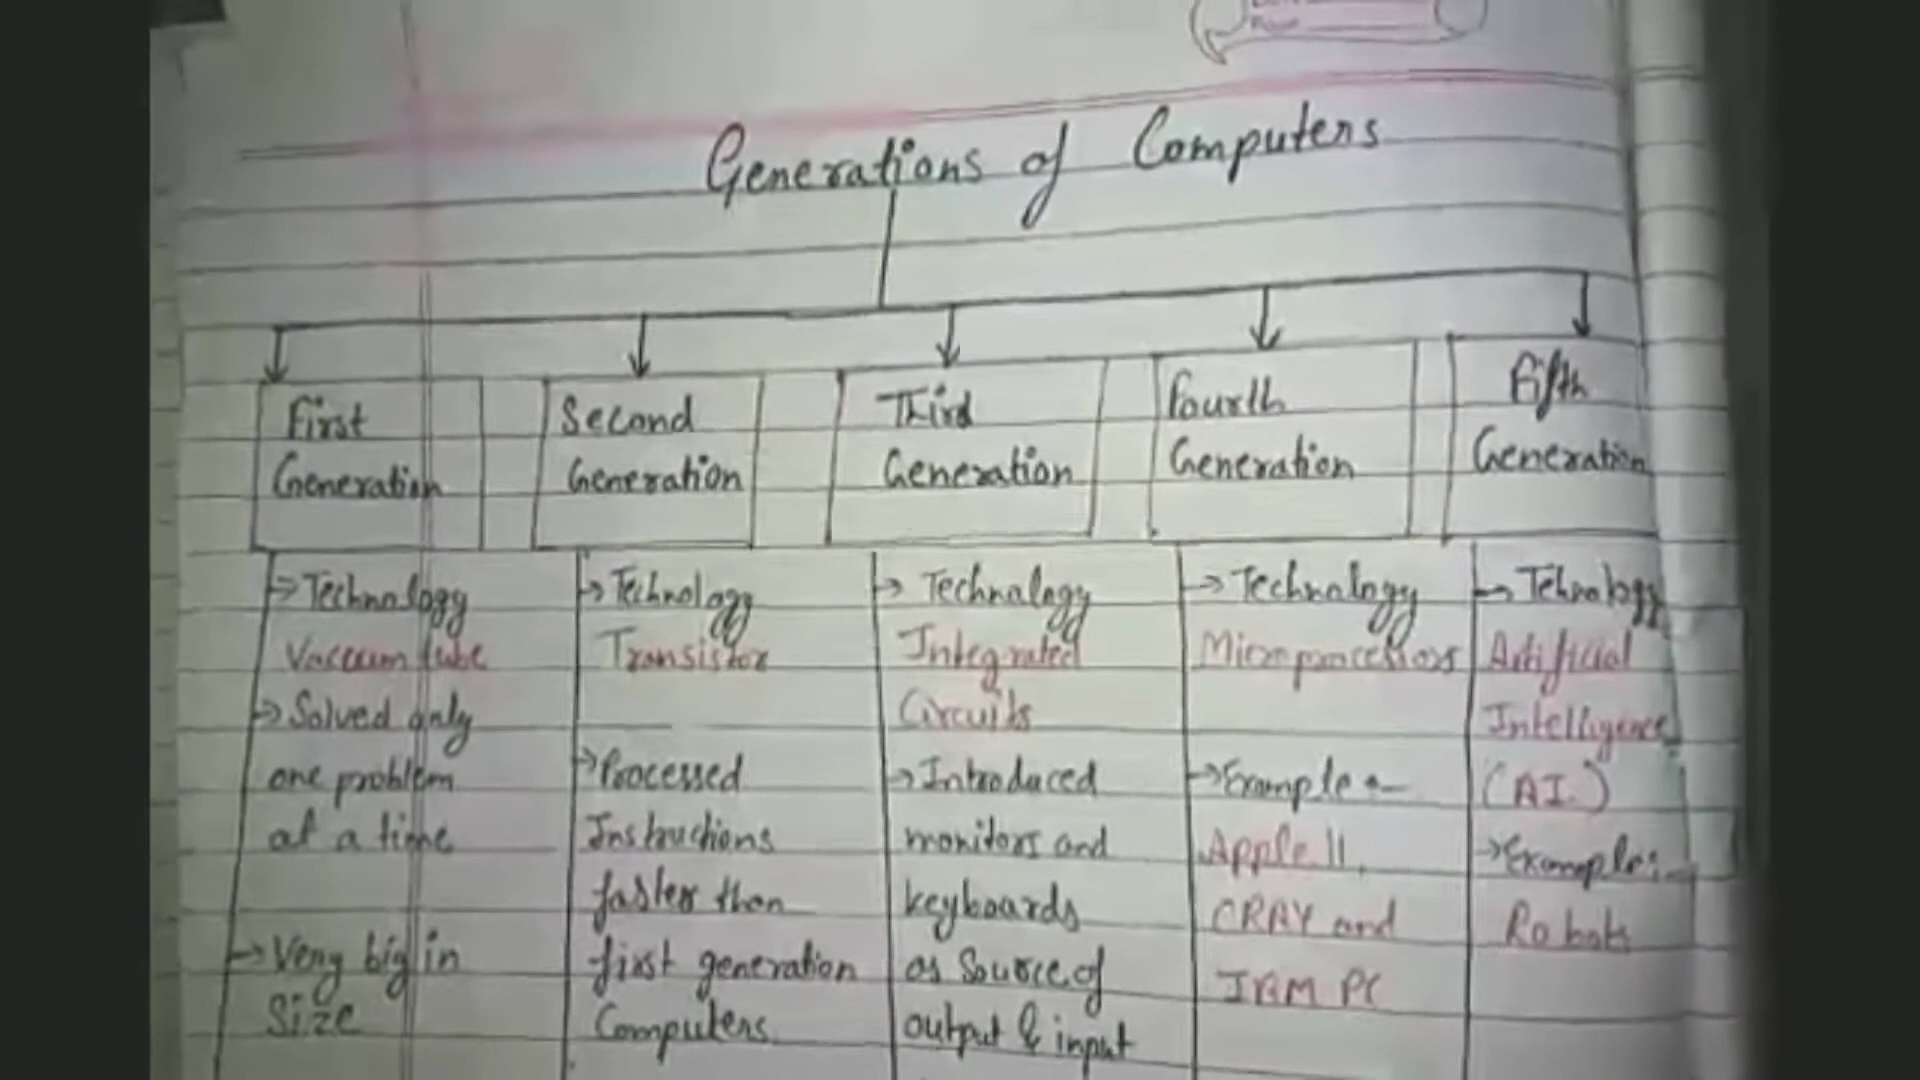 Generations of Computers
First
Generation
Second
Generation
Third
Generation
Fourth
Generation
Fifth
Generation
→ Technology
Vaccum tube
→ Solved only
one problem
at a time
→ Very big in
Size
→ Technology
Transistor
→ Processed
Instructions
faster than
first generation
Computers
→ Technology
Integrated
Circuits
→ Introduced
monitors and
keyboards
as source of
output & input
→ Technology
Microprocessors
→ Example :-
Apple II,
CRAY and
IBM PC
→ Tehnology
Artificial
Intelligence
(AI.)
→ Example:-
Robots